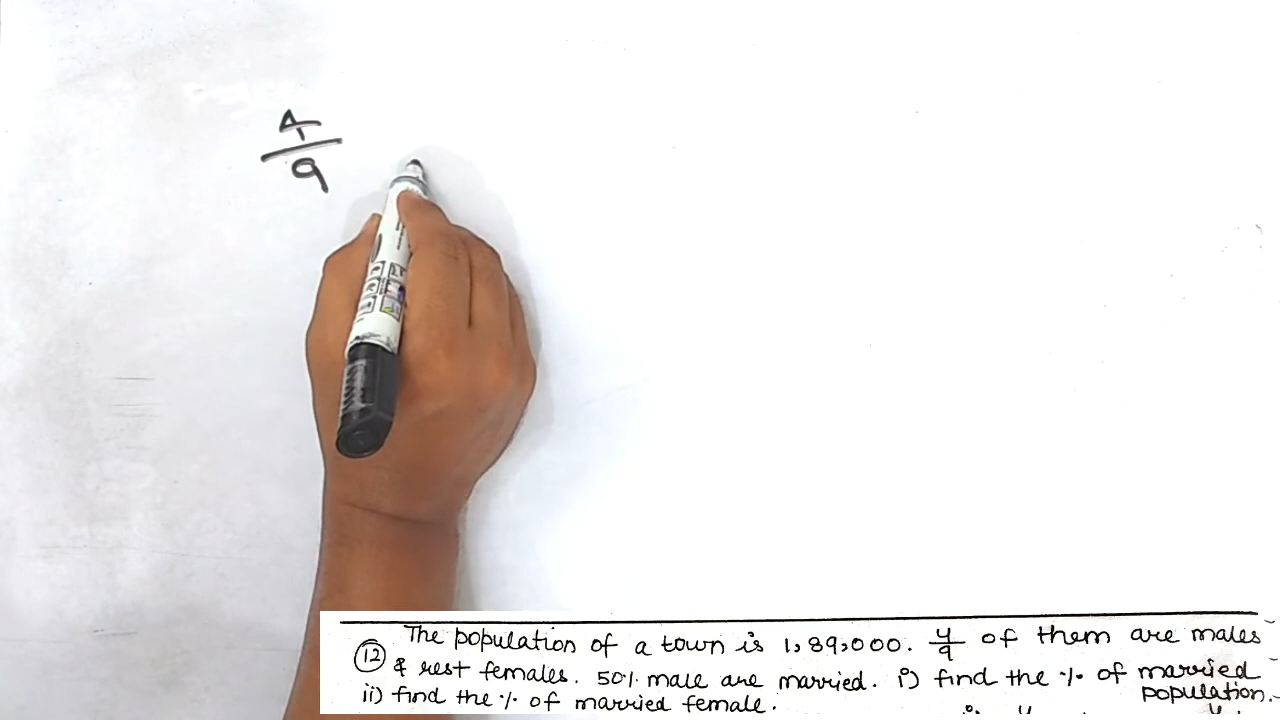 4
9
12 The population of a town is 1,89,000. 4/9 of them are males
& rest females. 50% male are married. i) find the % of married
population.
ii) find the % of married female.